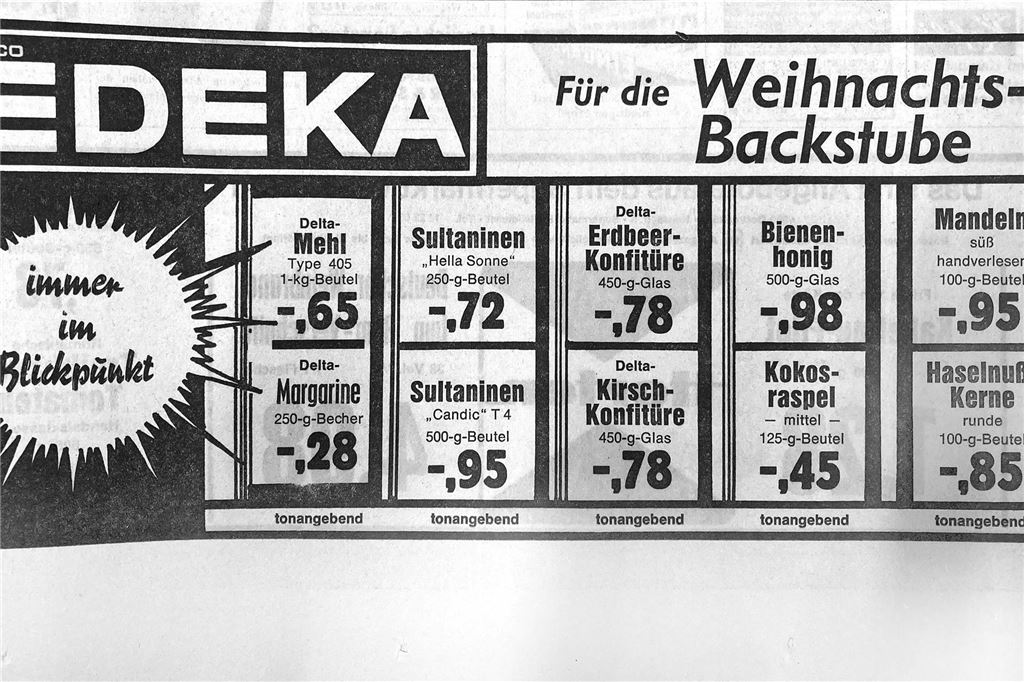 CO
EDEKA
Für die Weihnachts-
Backstube
immer
im
Blickpunkt
Delta-
Mehl
Type 405
1-kg-Beutel
-,65
Delta-
Margarine
250-g-Becher
-,28
tonangebend
Sultaninen
„Hella Sonne“
250-g-Beutel
-,72
Sultaninen
„Candic“ T 4
500-g-Beutel
-,95
tonangebend
Delta-
Erdbeer-
Konfitüre
450-g-Glas
-,78
Delta-
Kirsch-
Konfitüre
450-g-Glas
-,78
tonangebend
Bienen-
honig
500-g-Glas
-,98
Kokos-
raspel
— mittel —
125-g-Beutel
-,45
tonangebend
Mandeln
süß
handverlesen
100-g-Beutel
-,95
Haselnuß
Kerne
runde
100-g-Beutel
-,85
tonangebend